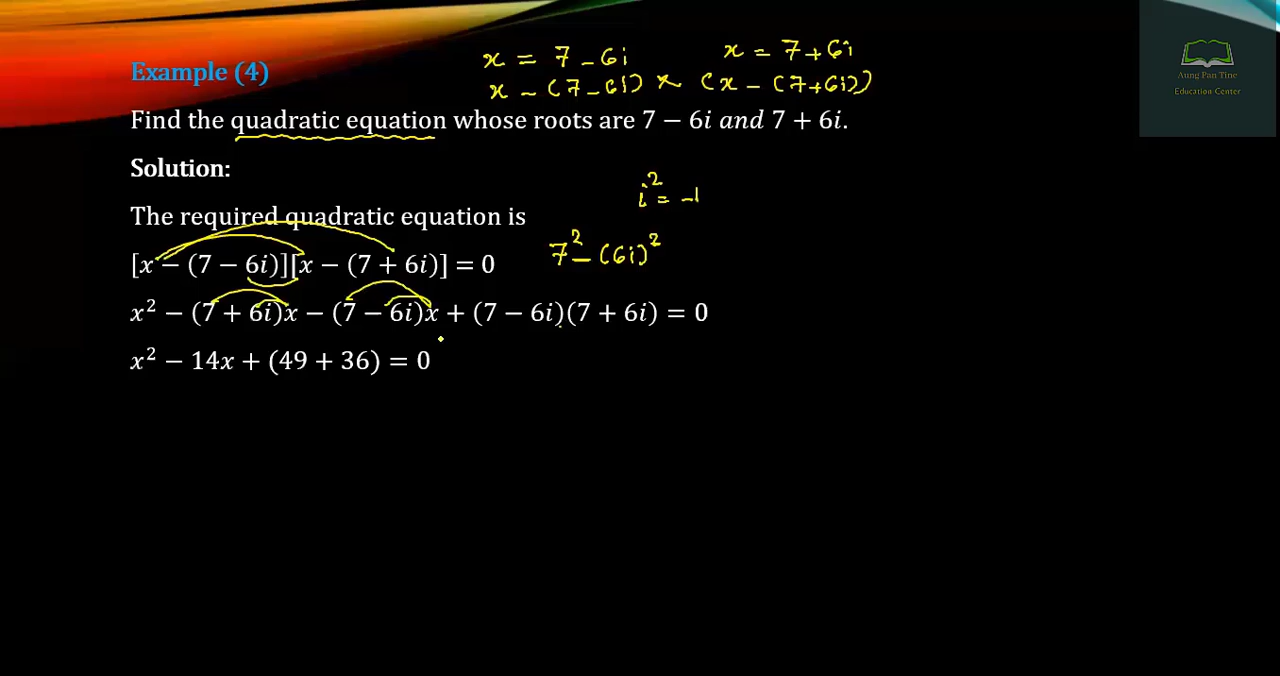 x = 7 - 6i x = 7 + 6i
Example (4)
x - (7 - 6i) × (x - (7 + 6i))
Aung Pan Tine
Education Center
Find the quadratic equation whose roots are 7 − 6i and 7 + 6i.
Solution:
i² = -1
The required quadratic equation is
7² - (6i)²
[x − (7 − 6i)][x − (7 + 6i)] = 0
x² − (7 + 6i)x − (7 − 6i)x + (7 − 6i)(7 + 6i) = 0
x² − 14x + (49 + 36) = 0